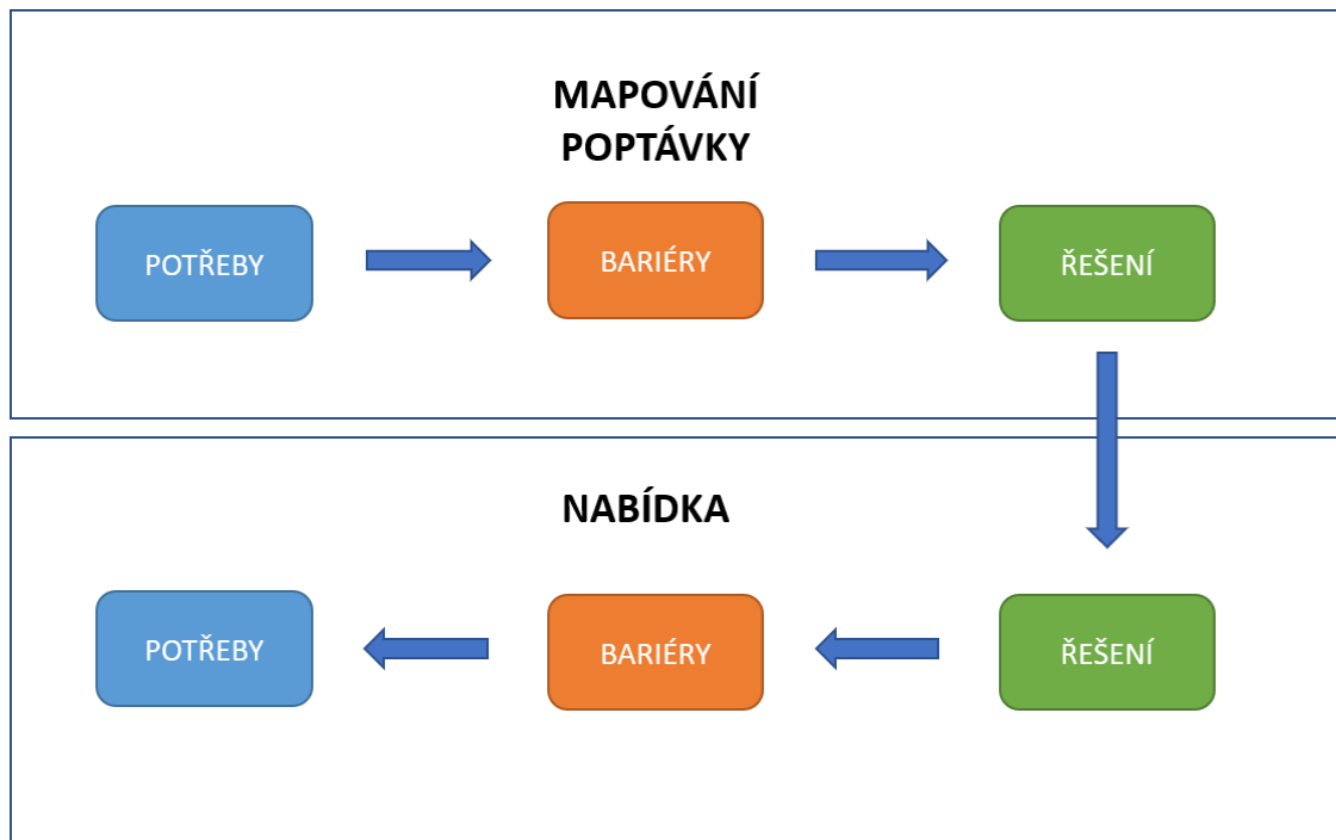 MAPOVÁNÍ
POPTÁVKY
POTŘEBY
BARIÉRY
ŘEŠENÍ
NABÍDKA
POTŘEBY
BARIÉRY
ŘEŠENÍ